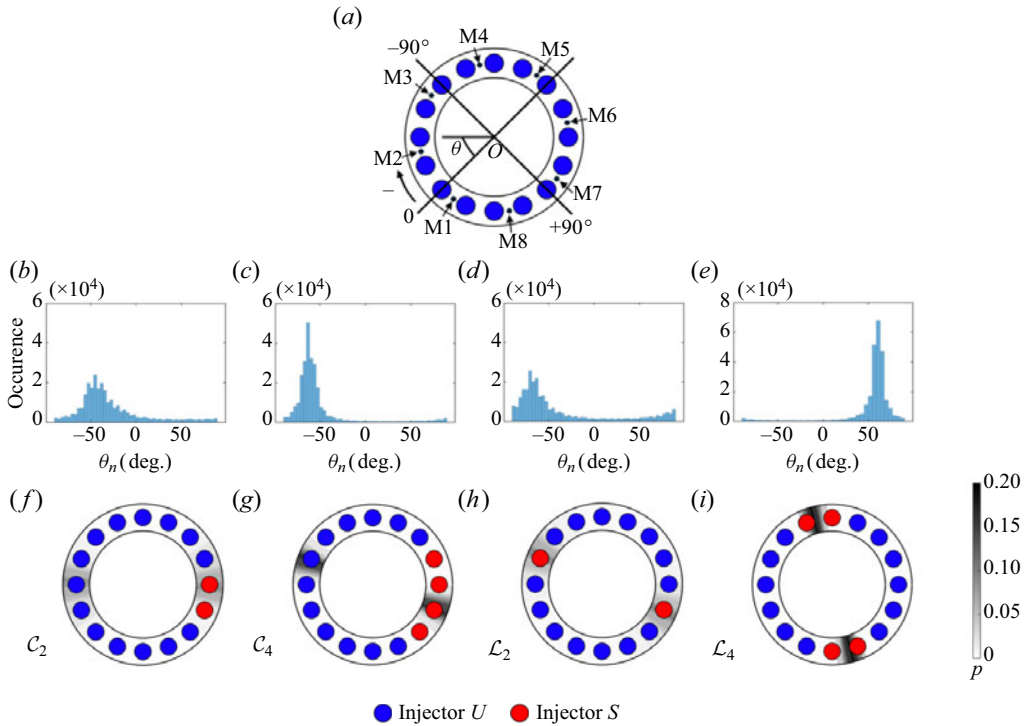 (a)
M4
−90°
M5
M3
M6
θ
O
M2
−
M7
0
M1
M8
+90°
(b) (c) (d) (e)
6 (×10⁴)
4
2
0
Occurence
−50 0 50
θn (deg.)
6 (×10⁴)
4
2
0
−50 0 50
θn (deg.)
6 (×10⁴)
4
2
0
−50 0 50
θn (deg.)
8 (×10⁴)
6
4
2
0
−50 0 50
θn (deg.)
(f) (g) (h) (i)
𝒞2 𝒞4 ℒ2 ℒ4
0.20
0.15
0.10
0.05
0
p
Injector U Injector S